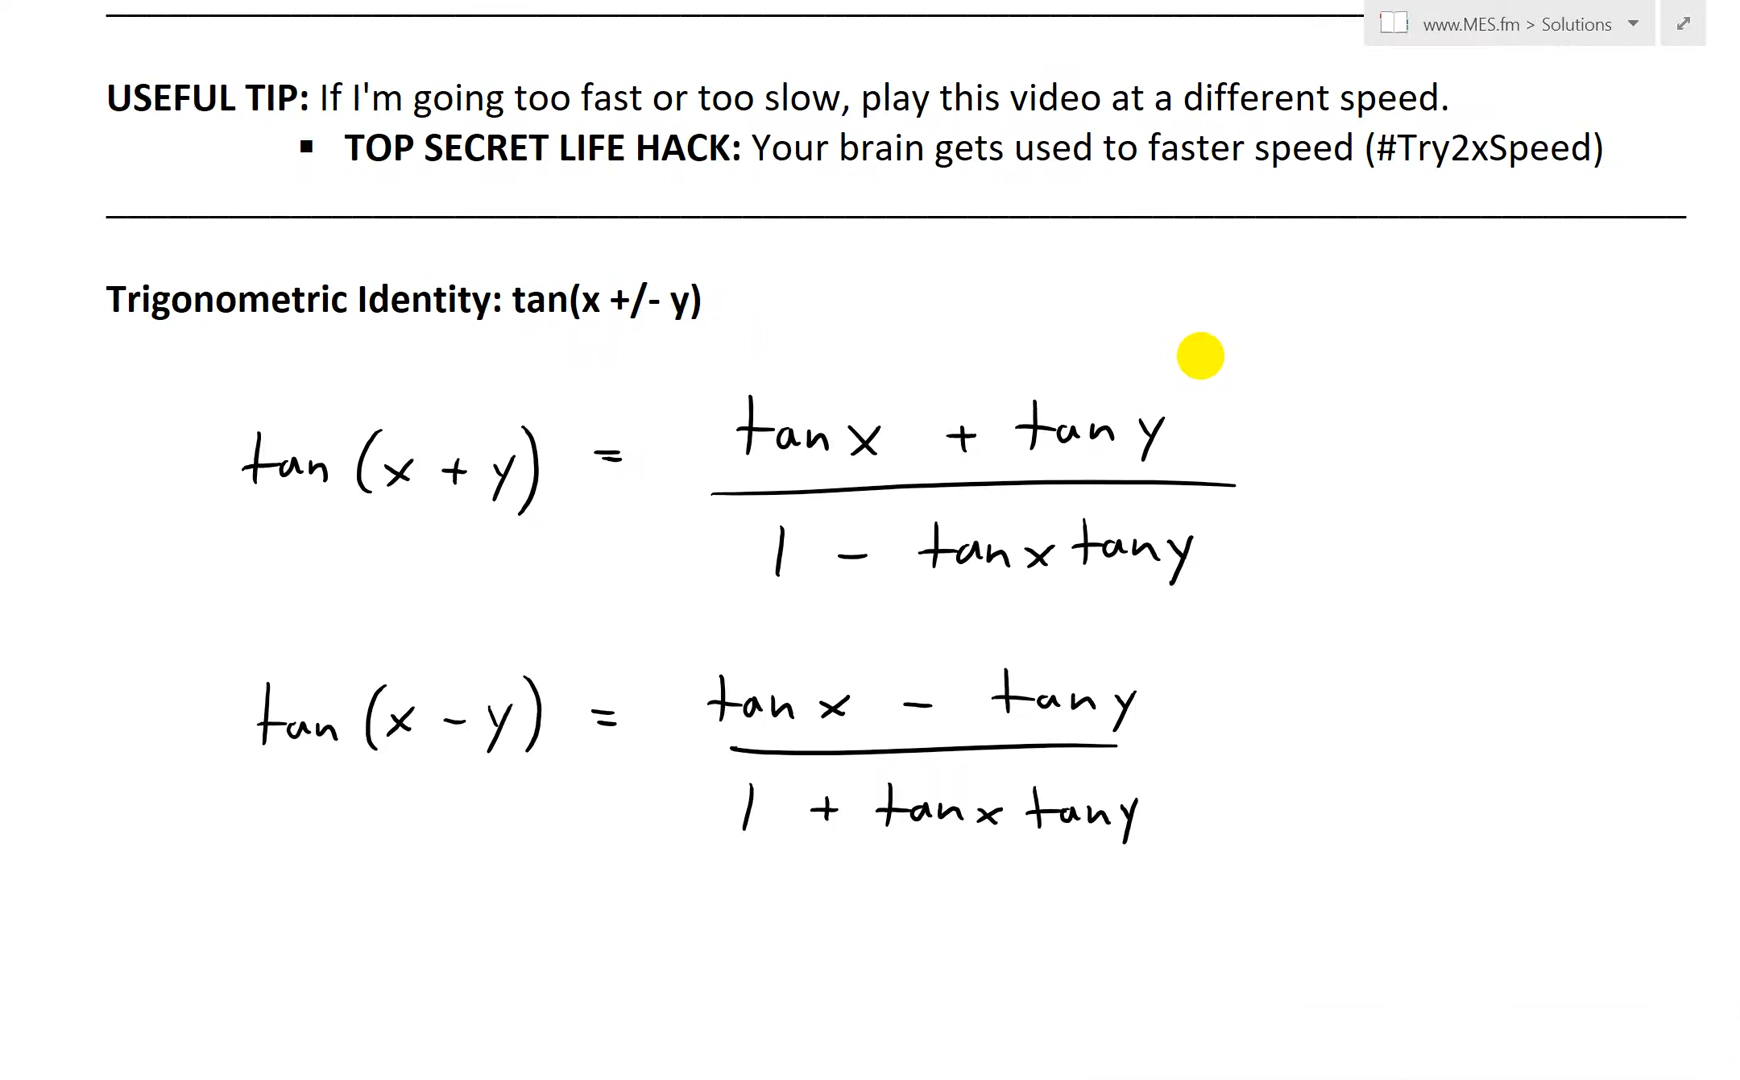 www.MES.fm > Solutions
USEFUL TIP: If I'm going too fast or too slow, play this video at a different speed.
▪ TOP SECRET LIFE HACK: Your brain gets used to faster speed (#Try2xSpeed)
Trigonometric Identity: tan(x +/- y)
tan (x + y) = (tan x + tan y) / (1 - tan x tan y)
tan (x - y) = (tan x - tan y) / (1 + tan x tan y)